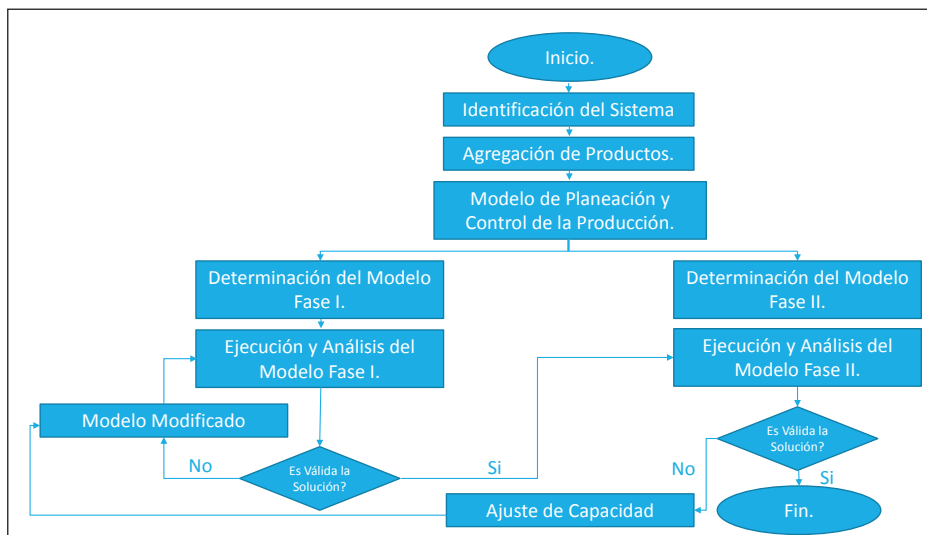 Inicio.
Identificación del Sistema
Agregación de Productos.
Modelo de Planeación y
Control de la Producción.
Determinación del Modelo
Fase I.
Determinación del Modelo
Fase II.
Ejecución y Análisis del
Modelo Fase I.
Ejecución y Análisis del
Modelo Fase II.
Modelo Modificado
Es Válida la
Solución?
No
Si
Es Válida la
Solución?
No
Si
Ajuste de Capacidad
Fin.